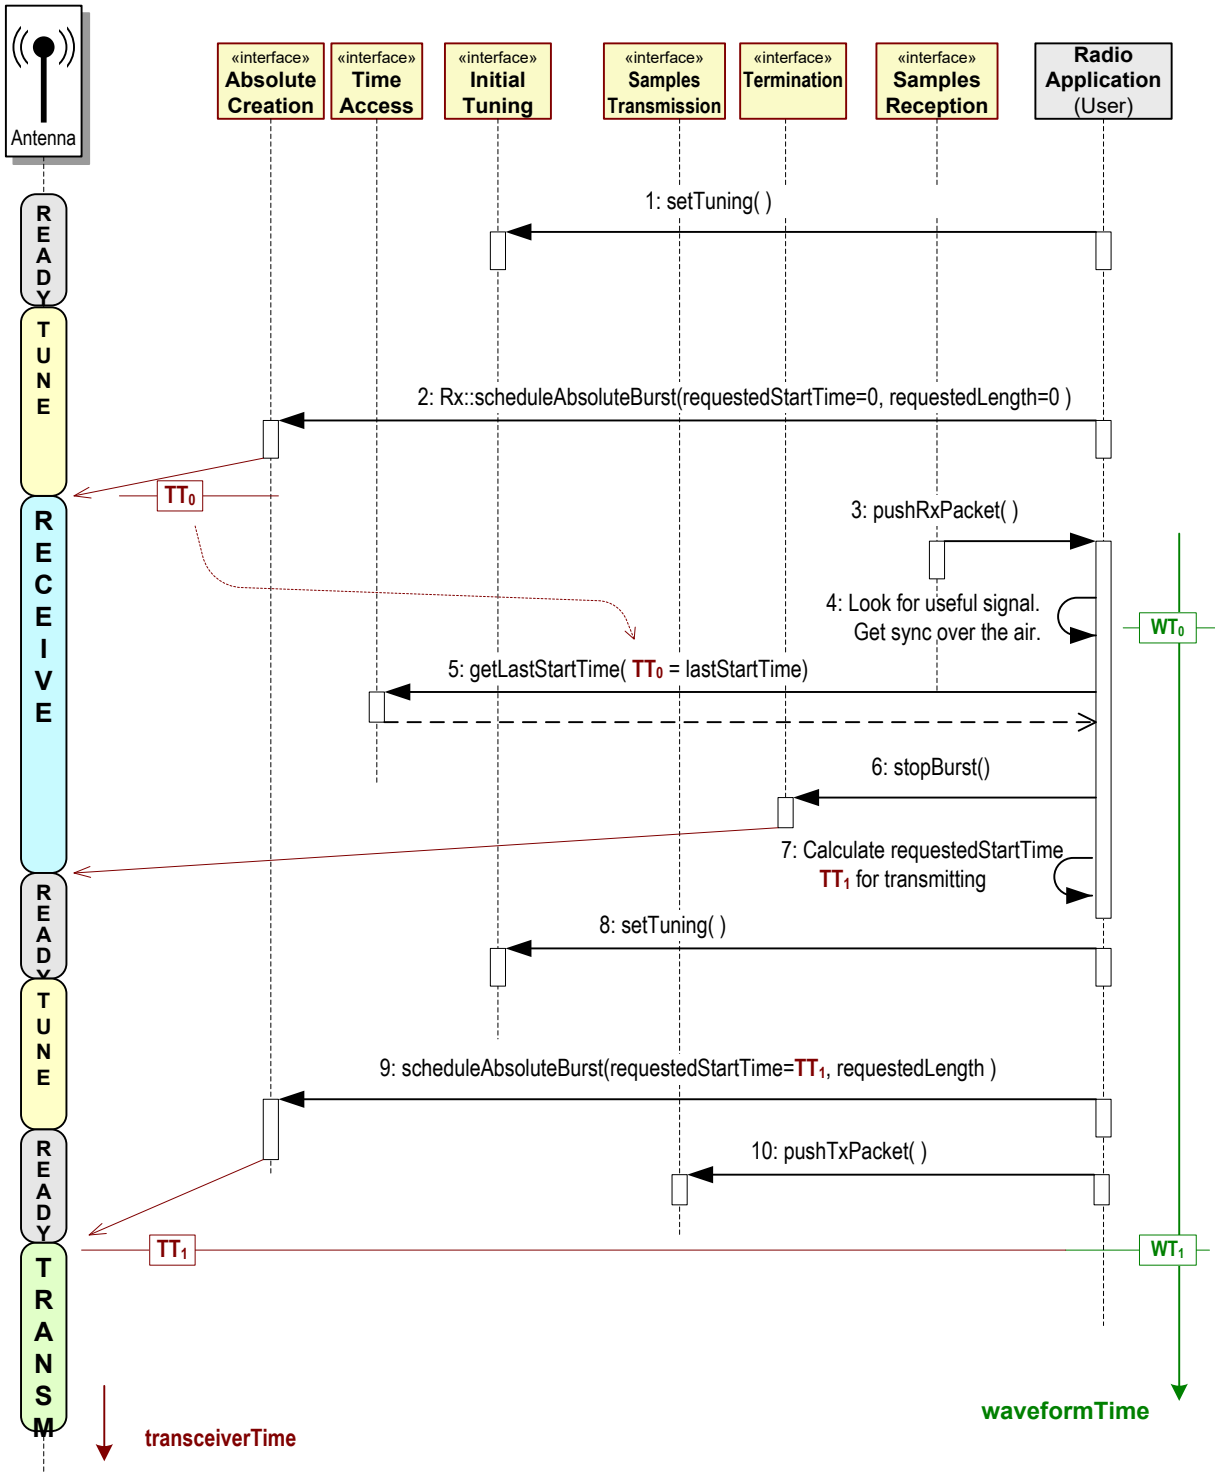 Antenna
«interface»
Absolute
Creation
«interface»
Time
Access
«interface»
Initial
Tuning
«interface»
Samples
Transmission
«interface»
Termination
«interface»
Samples
Reception
Radio
Application
(User)
READY
1: setTuning( )
TUNE
2: Rx::scheduleAbsoluteBurst(requestedStartTime=0, requestedLength=0 )
TT₀
RECEIVE
3: pushRxPacket( )
4: Look for useful signal.
Get sync over the air.
WT₀
5: getLastStartTime( TT₀ = lastStartTime)
6: stopBurst()
7: Calculate requestedStartTime
TT₁ for transmitting
READY
8: setTuning( )
TUNE
9: scheduleAbsoluteBurst(requestedStartTime=TT₁, requestedLength )
READY
10: pushTxPacket( )
TT₁
WT₁
TRANSM
waveformTime
transceiverTime